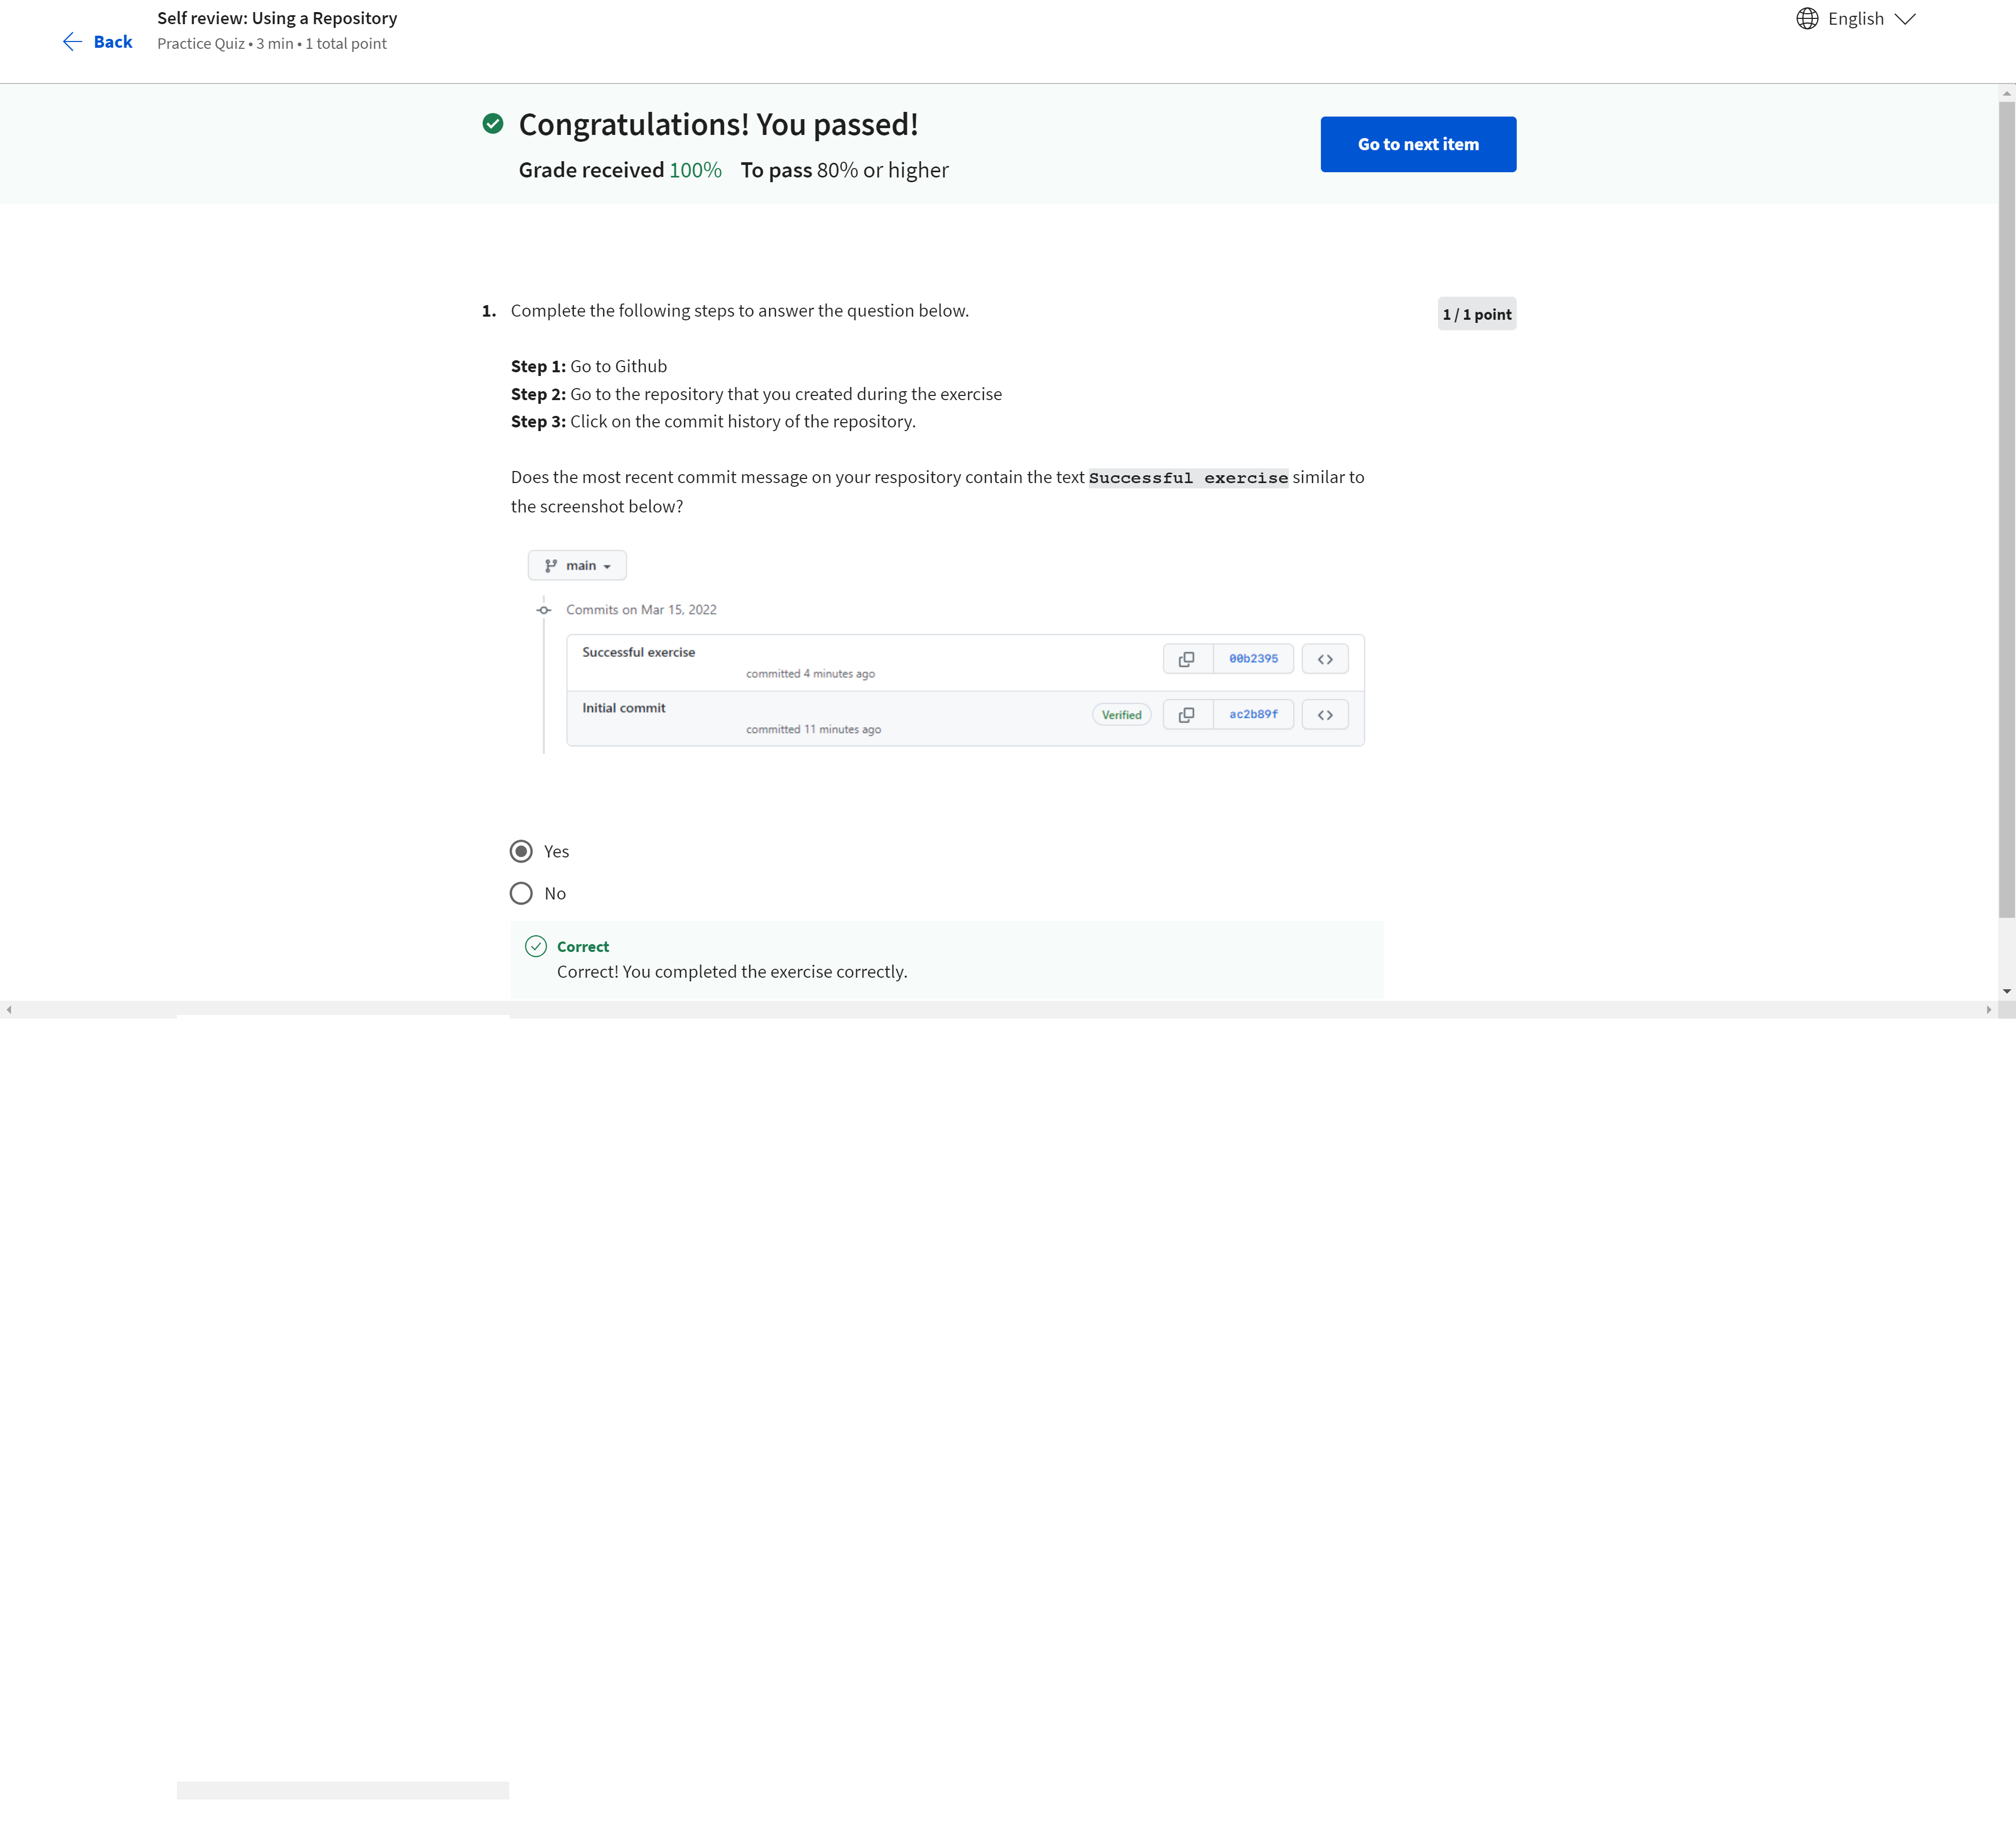 Self review: Using a Repository
Back
Practice Quiz • 3 min • 1 total point
English
Congratulations! You passed!
Grade received 100% To pass 80% or higher
Go to next item
1. Complete the following steps to answer the question below.
1 / 1 point
Step 1: Go to Github
Step 2: Go to the repository that you created during the exercise
Step 3: Click on the commit history of the repository.
Does the most recent commit message on your respository contain the text Successful exercise similar to
the screenshot below?
main
Commits on Mar 15, 2022
Successful exercise
committed 4 minutes ago
00b2395
Initial commit
committed 11 minutes ago
Verified
ac2b89f
Yes
No
Correct
Correct! You completed the exercise correctly.